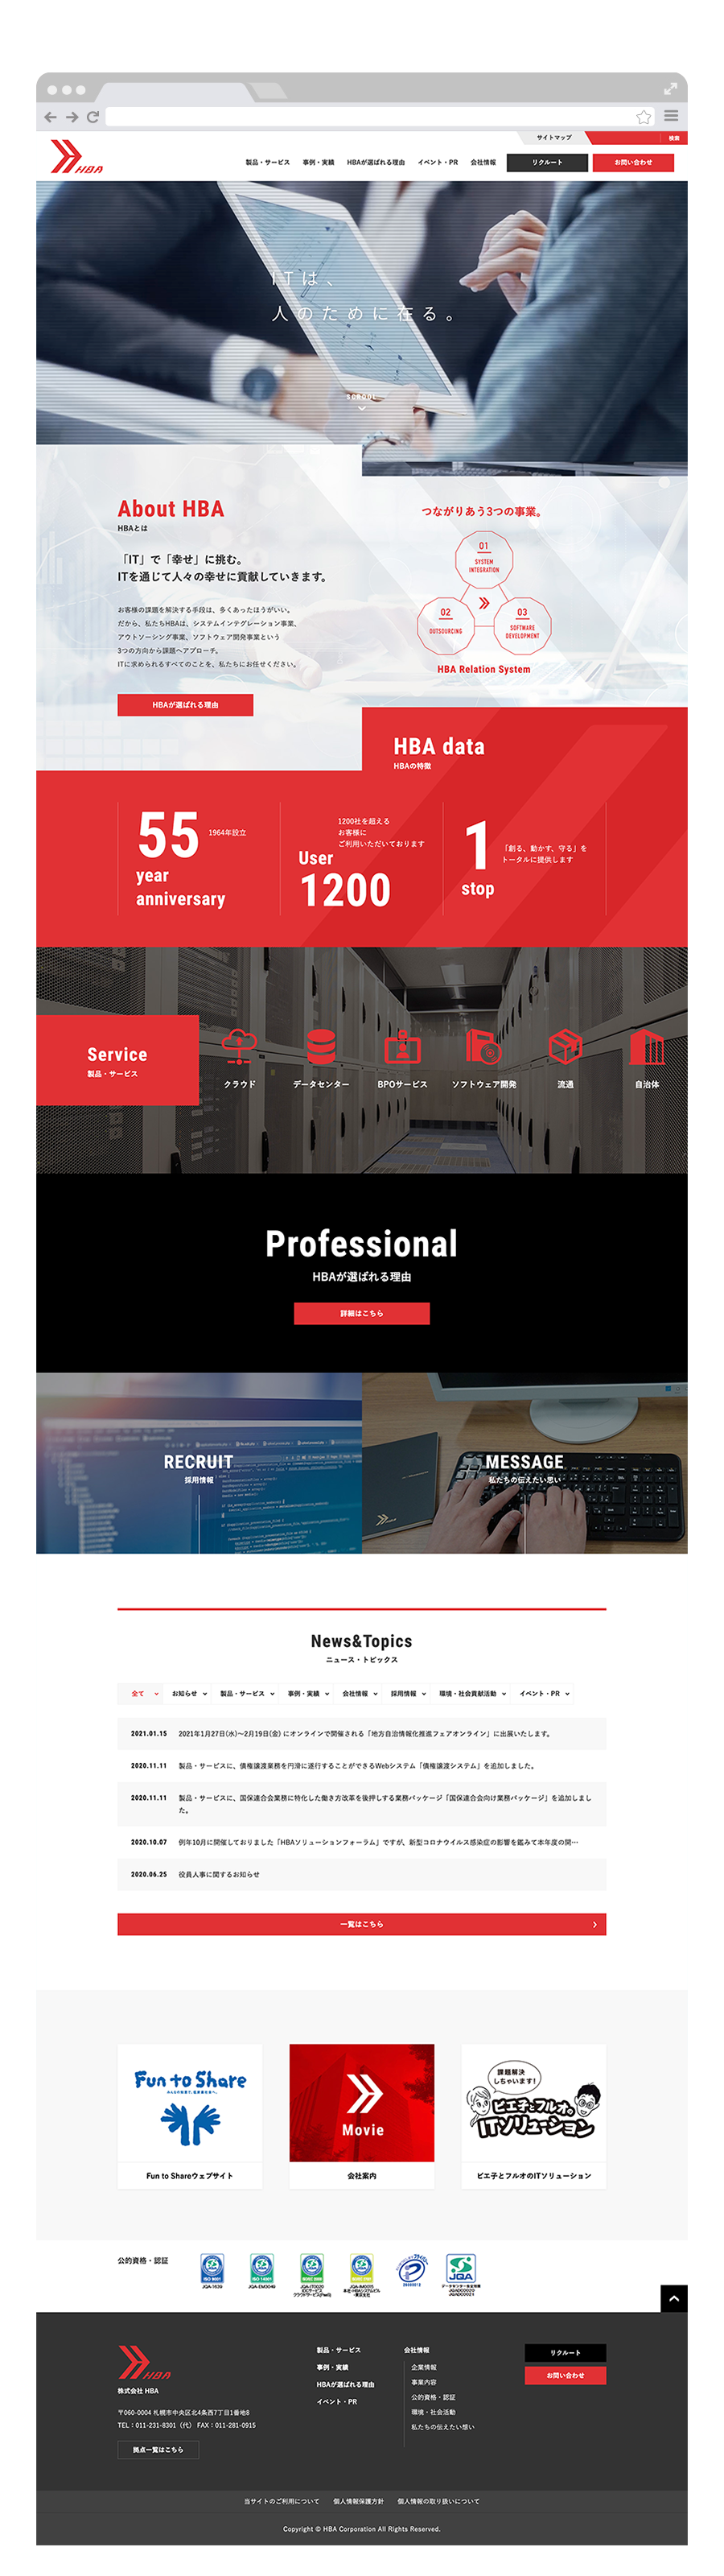 サイトマップ
検索
HBA
製品・サービス
事例・実績
HBAが選ばれる理由
イベント・PR
会社情報
リクルート
お問い合わせ
ITは、
人のために在る。
SCROLL
About HBA
HBAとは
「IT」で「幸せ」に挑む。
ITを通じて人々の幸せに貢献していきます。
お客様の課題を解決する手段は、多くあったほうがいい。
だから、私たちHBAは、システムインテグレーション事業、
アウトソーシング事業、ソフトウェア開発事業という
3つの方向から課題へアプローチ。
ITに求められるすべてのことを、私たちにお任せください。
HBAが選ばれる理由
つながりあう3つの事業。
01
SYSTEM
INTEGRATION
02
OUTSOURCING
03
SOFTWARE
DEVELOPMENT
HBA Relation System
HBA data
HBAの特徴
55
1964年設立
year
anniversary
1200社を超える
お客様に
ご利用いただいております
User
1200
1
「創る、動かす、守る」を
トータルに提供します
stop
Service
製品・サービス
クラウド
データセンター
BPOサービス
ソフトウェア開発
流通
自治体
Professional
HBAが選ばれる理由
詳細はこちら
RECRUIT
採用情報
MESSAGE
私たちの伝えたい思い
News&Topics
ニュース・トピックス
全て
お知らせ
製品・サービス
事例・実績
会社情報
採用情報
環境・社会貢献活動
イベント・PR
2021.01.15 2021年1月27日(水)～2月19日(金) にオンラインで開催される「地方自治情報化推進フェアオンライン」に出展いたします。
2020.11.11 製品・サービスに、債権譲渡業務を円滑に遂行することができるWebシステム「債権譲渡システム」を追加しました。
2020.11.11 製品・サービスに、国保連合会業務に特化した働き方改革を後押しする業務パッケージ「国保連合会向け業務パッケージ」を追加しまし
た。
2020.10.07 例年10月に開催しておりました「HBAソリューションフォーラム」ですが、新型コロナウイルス感染症の影響を鑑みて本年度の開…
2020.06.25 役員人事に関するお知らせ
一覧はこちら
Fun to Share
Fun to Shareウェブサイト
Movie
会社案内
課題解決
しちゃいます!
ピエ子とフルオの
ITソリューション
ピエ子とフルオのITソリューション
公的資格・認証
JQA-1639
JQA-EM3046
JQA
HBA
株式会社 HBA
〒060-0004 札幌市中央区北4条西7丁目1番地8
TEL：011-231-8301（代） FAX：011-281-0915
拠点一覧はこちら
製品・サービス
事例・実績
HBAが選ばれる理由
イベント・PR
会社情報
企業情報
事業内容
公的資格・認証
環境・社会活動
私たちの伝えたい想い
リクルート
お問い合わせ
当サイトのご利用について
個人情報保護方針
個人情報の取り扱いについて
Copyright © HBA Corporation All Rights Reserved.